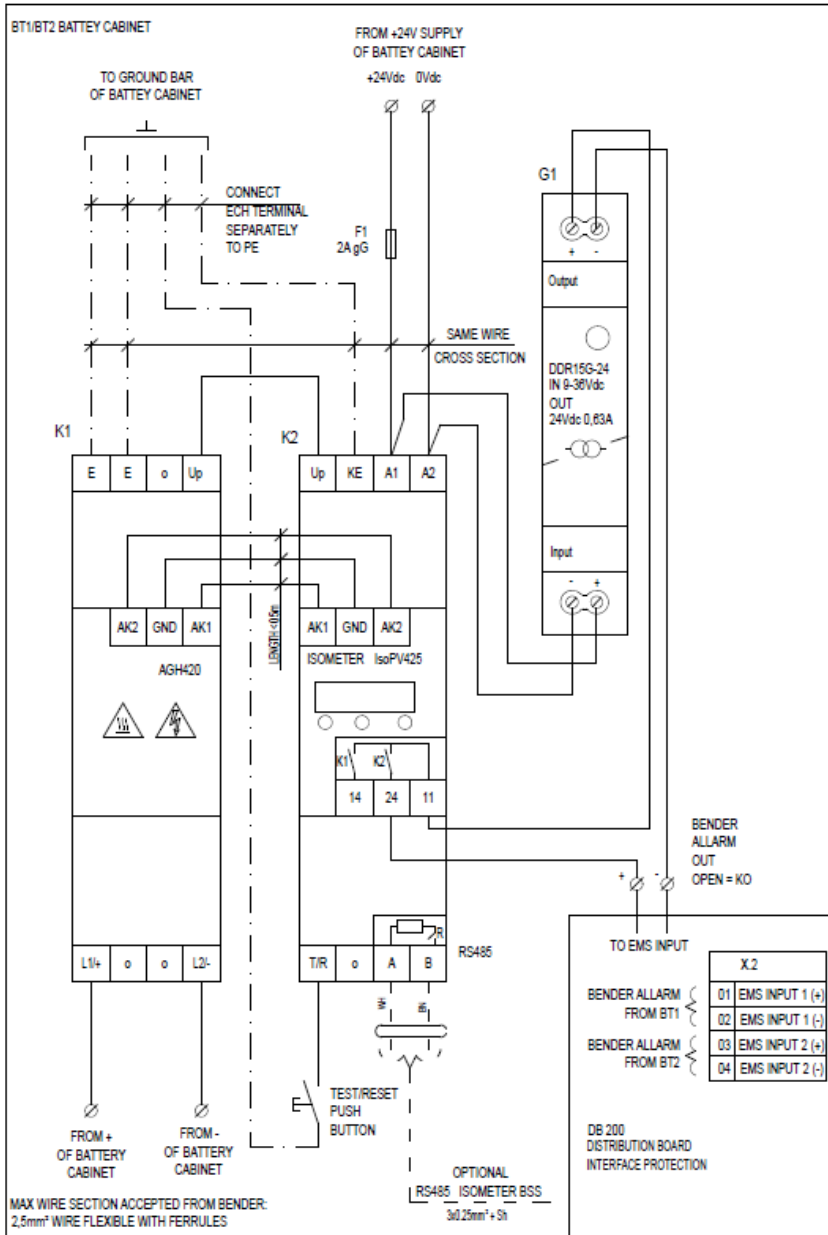 BT1/BT2 BATTEY CABINET
FROM +24V SUPPLY
OF BATTEY CABINET
+24Vdc 0Vdc
TO GROUND BAR
OF BATTEY CABINET
CONNECT
ECH TERMINAL
SEPARATELY
TO PE
F1
2A gG
G1
+ -
Output
DDR15G-24
IN 9-36Vdc
OUT
24Vdc 0,63A
Input
- +
SAME WIRE
CROSS SECTION
K1
K2
E E o Up
Up KE A1 A2
LENGTH <0.5m
AK2 GND AK1
AK1 GND AK2
AGH420
ISOMETER IsoPV425
K1 K2
14 24 11
BENDER
ALLARM
OUT
OPEN = KO
+ -
R
RS485
L1/+ o o L2/-
T/R o A B
WH BN
TO EMS INPUT
X.2
BENDER ALLARM
FROM BT1
01 EMS INPUT 1 (+)
02 EMS INPUT 1 (-)
BENDER ALLARM
FROM BT2
03 EMS INPUT 2 (+)
04 EMS INPUT 2 (-)
TEST/RESET
PUSH
BUTTON
FROM +
OF BATTERY
CABINET
FROM -
OF BATTERY
CABINET
DB 200
DISTRIBUTION BOARD
INTERFACE PROTECTION
OPTIONAL
RS485 ISOMETER BSS
3x0.25mm² + Sh
MAX WIRE SECTION ACCEPTED FROM BENDER:
2,5mm² WIRE FLEXIBLE WITH FERRULES